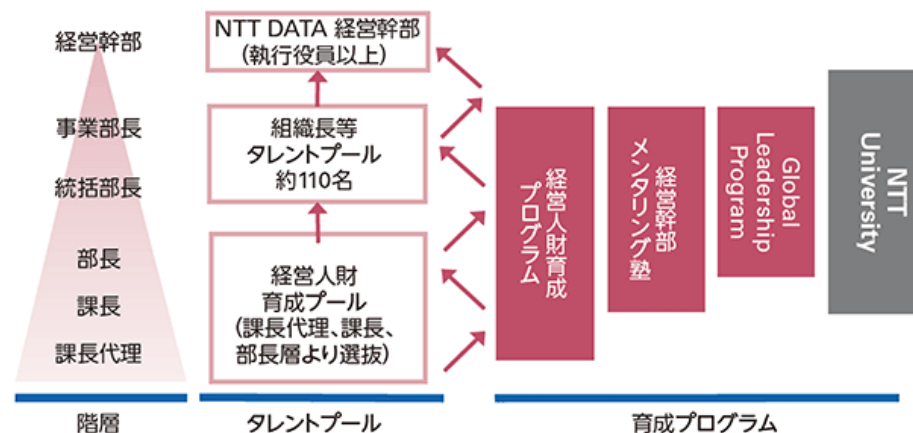 経営幹部
事業部長
統括部長
部長
課長
課長代理
階層
NTT DATA 経営幹部
(執行役員以上)
組織長等
タレントプール
約110名
経営人財
育成プール
(課長代理、課長、
部長層より選抜)
タレントプール
経営人財育成
プログラム
経営幹部
メンタリング塾
Global
Leadership
Program
NTT
University
育成プログラム